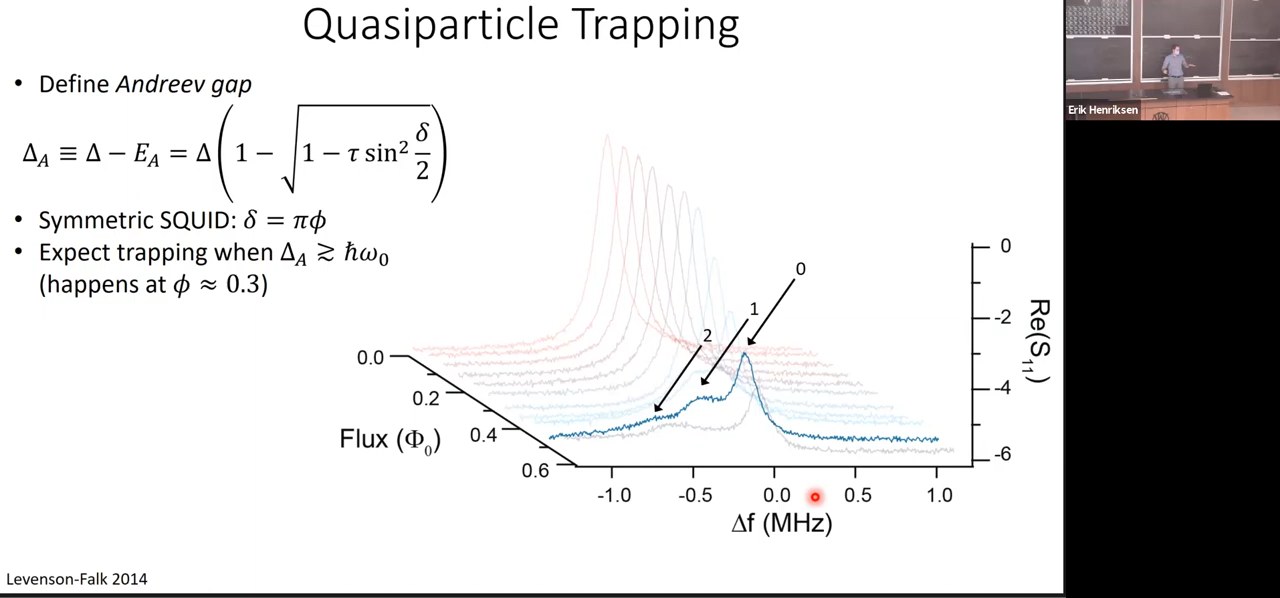 Quasiparticle Trapping
• Define Andreev gap
Δ_A ≡ Δ − E_A = Δ(1 − √(1 − τ sin² δ/2))
• Symmetric SQUID: δ = πϕ
• Expect trapping when Δ_A ≳ ℏω₀
(happens at ϕ ≈ 0.3)
Erik Henriksen
0
1
2
0
-2
-4
-6
Re(S₁₁)
0.0
0.2
0.4
0.6
Flux (Φ₀)
-1.0 -0.5 0.0 0.5 1.0
Δf (MHz)
Levenson-Falk 2014